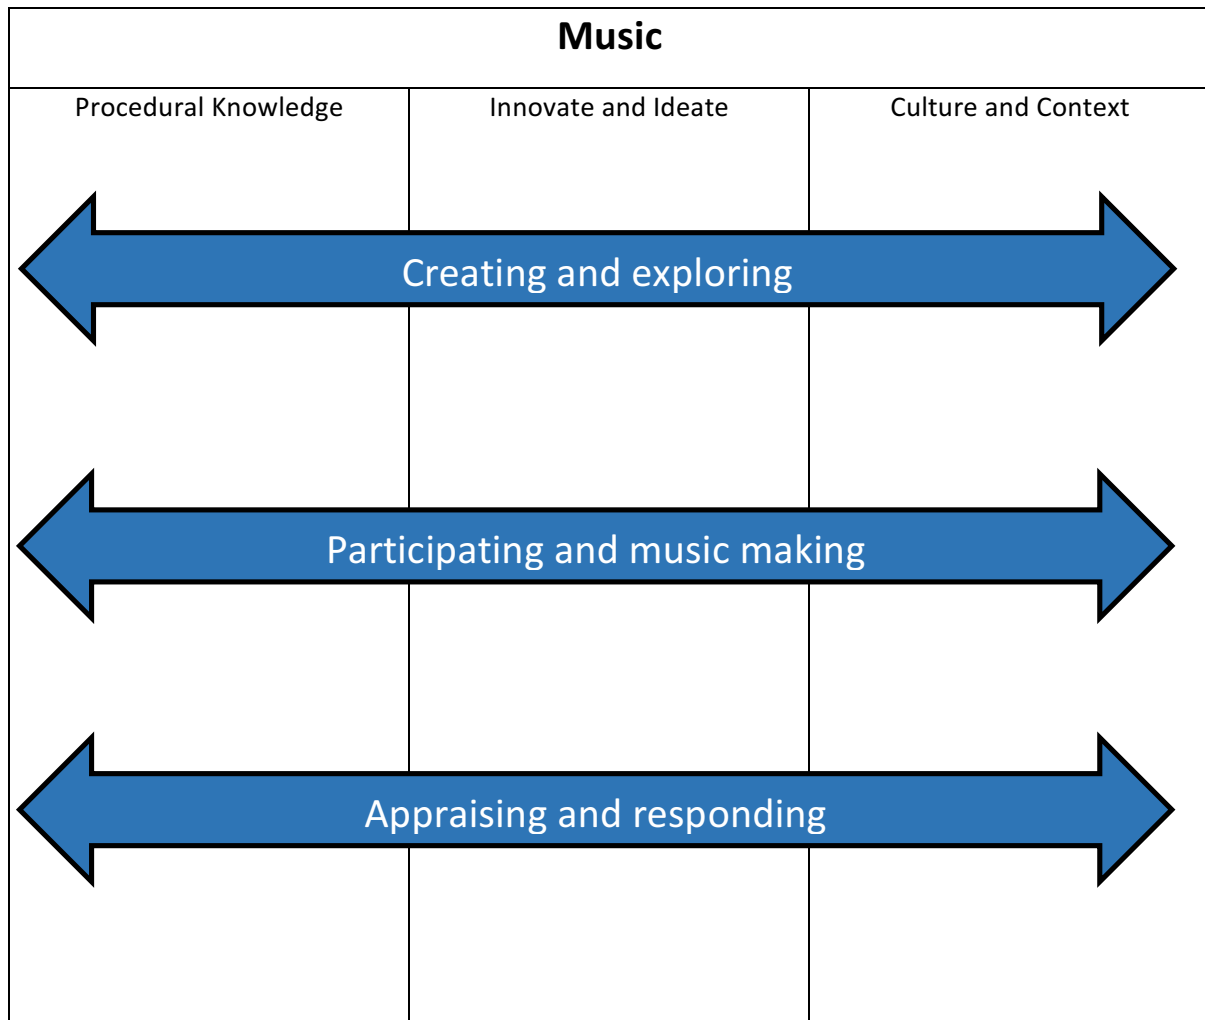 Music
Procedural Knowledge
Innovate and Ideate
Culture and Context
Creating and exploring
Participating and music making
Appraising and responding